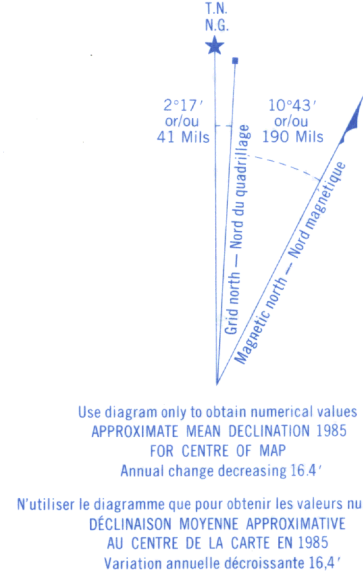 T.N.
N.G.
2°17'
or/ou
41 Mils
10°43'
or/ou
190 Mils
Grid north — Nord du quadrillage
Magnetic north — Nord magnetique
Use diagram only to obtain numerical values
APPROXIMATE MEAN DECLINATION 1985
FOR CENTRE OF MAP
Annual change decreasing 16.4'
N'utiliser le diagramme que pour obtenir les valeurs nu
DÉCLINAISON MOYENNE APPROXIMATIVE
AU CENTRE DE LA CARTE EN 1985
Variation annuelle décroissante 16,4'